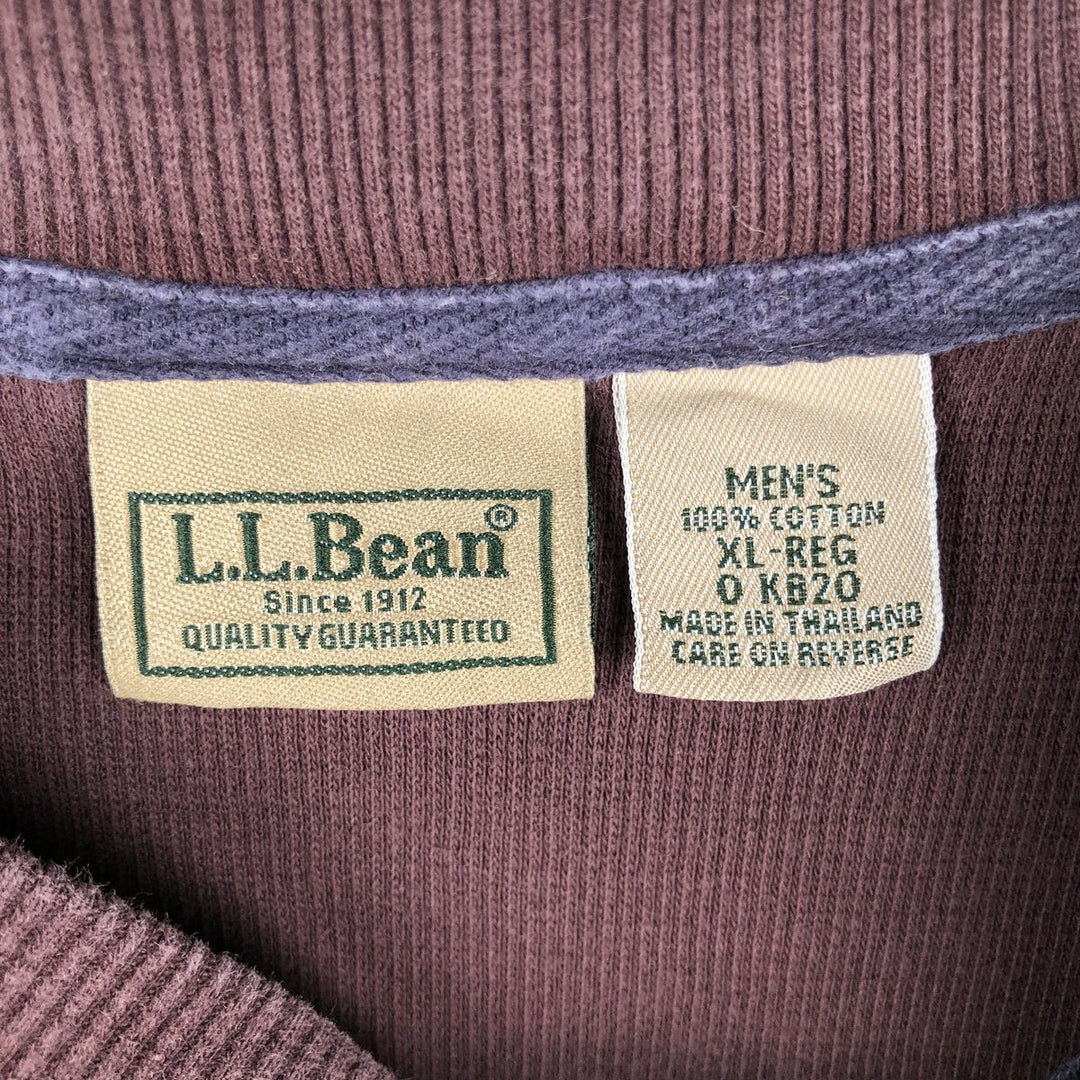 L.L.Bean®
Since 1912
QUALITY GUARANTEED
MEN'S
100% COTTON
XL-REG
0 KB20
MADE IN THAILAND
CARE ON REVERSE